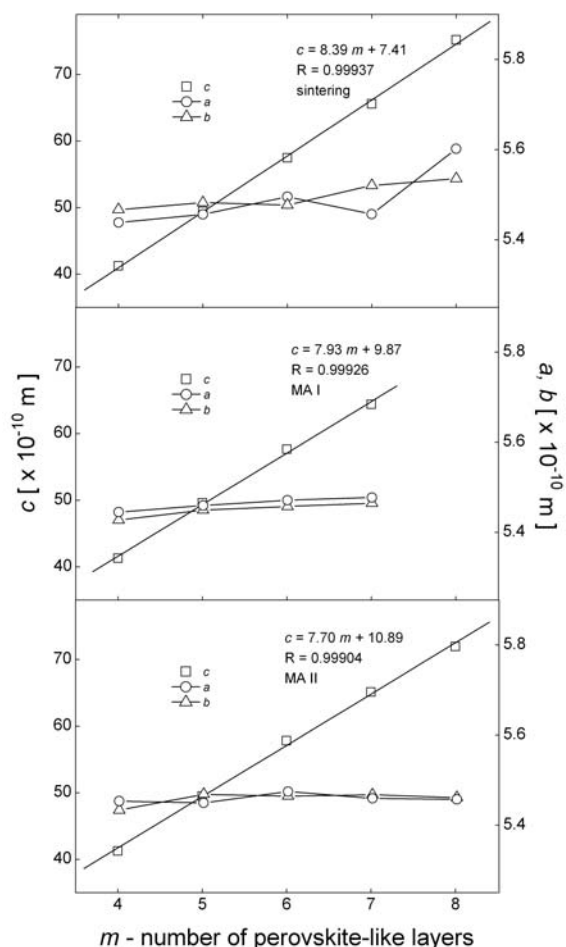 c = 8.39 m + 7.41
R = 0.99937
sintering
c
a
b
70
60
50
40
5.8
5.6
5.4
c = 7.93 m + 9.87
R = 0.99926
MA I
c
a
b
70
60
50
40
5.8
5.6
5.4
c = 7.70 m + 10.89
R = 0.99904
MA II
c
a
b
70
60
50
40
5.8
5.6
5.4
c [ x 10⁻¹⁰ m ]
a, b [ x 10⁻¹⁰ m ]
4 5 6 7 8
m - number of perovskite-like layers